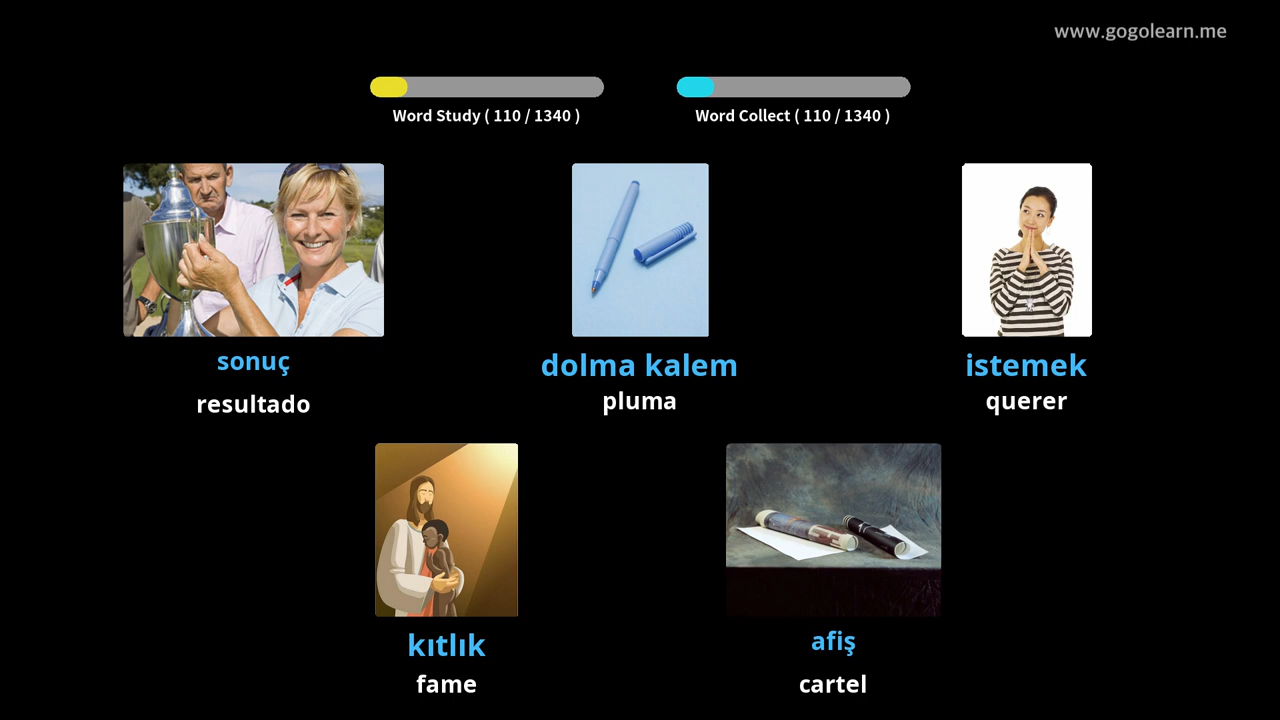 www.gogolearn.me
Word Study ( 110 / 1340 )
Word Collect ( 110 / 1340 )
sonuç
resultado
dolma kalem
pluma
istemek
querer
kıtlık
fame
afiş
cartel